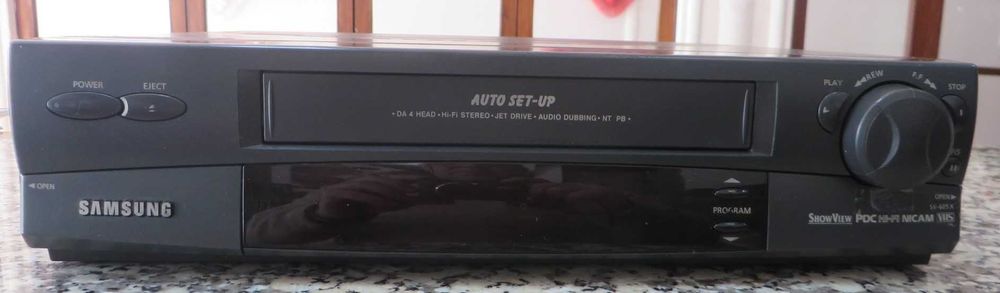 POWER EJECT
AUTO SET-UP
• DA 4 HEAD • Hi-Fi STEREO • JET DRIVE • AUDIO DUBBING • NT PB •
PLAY ◀◀REW F.F▶▶ STOP
◀ OPEN
SAMSUNG
PROGRAM
OPEN▶
SHOWVIEW PDC HI-FI NICAM VHS